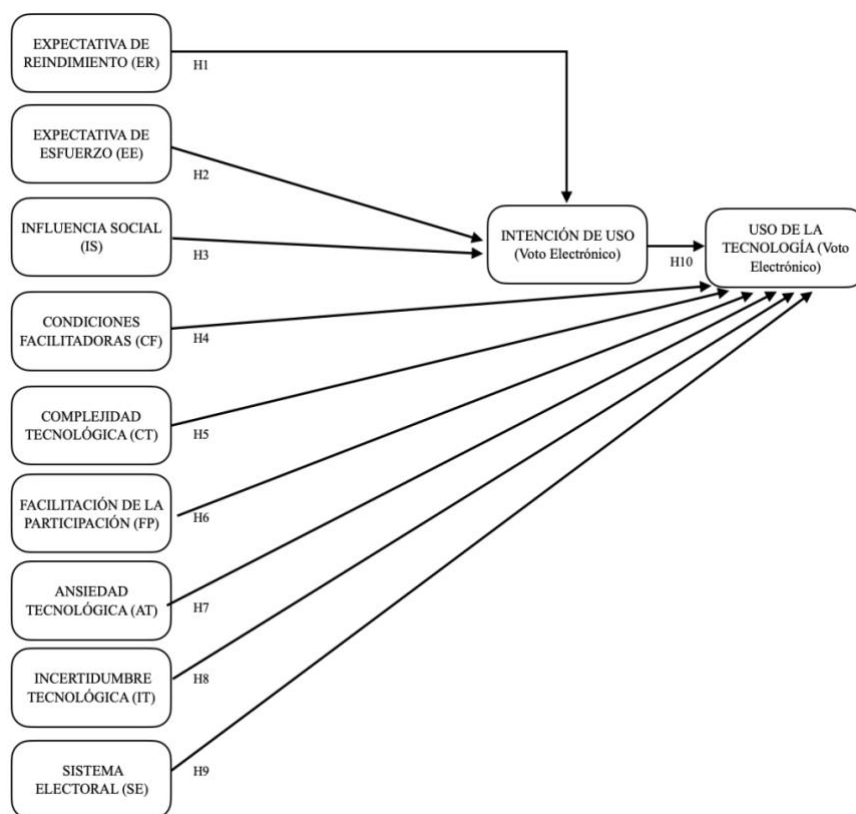 EXPECTATIVA DE
REINDIMIENTO (ER)
H1
EXPECTATIVA DE
ESFUERZO (EE)
H2
INFLUENCIA SOCIAL
(IS)
H3
INTENCIÓN DE USO
(Voto Electrónico)
H10
USO DE LA
TECNOLOGÍA (Voto
Electrónico)
CONDICIONES
FACILITADORAS (CF)
H4
COMPLEJIDAD
TECNOLÓGICA (CT)
H5
FACILITACIÓN DE LA
PARTICIPACIÓN (FP)
H6
ANSIEDAD
TECNOLÓGICA (AT)
H7
INCERTIDUMBRE
TECNOLÓGICA (IT)
H8
SISTEMA
ELECTORAL (SE)
H9